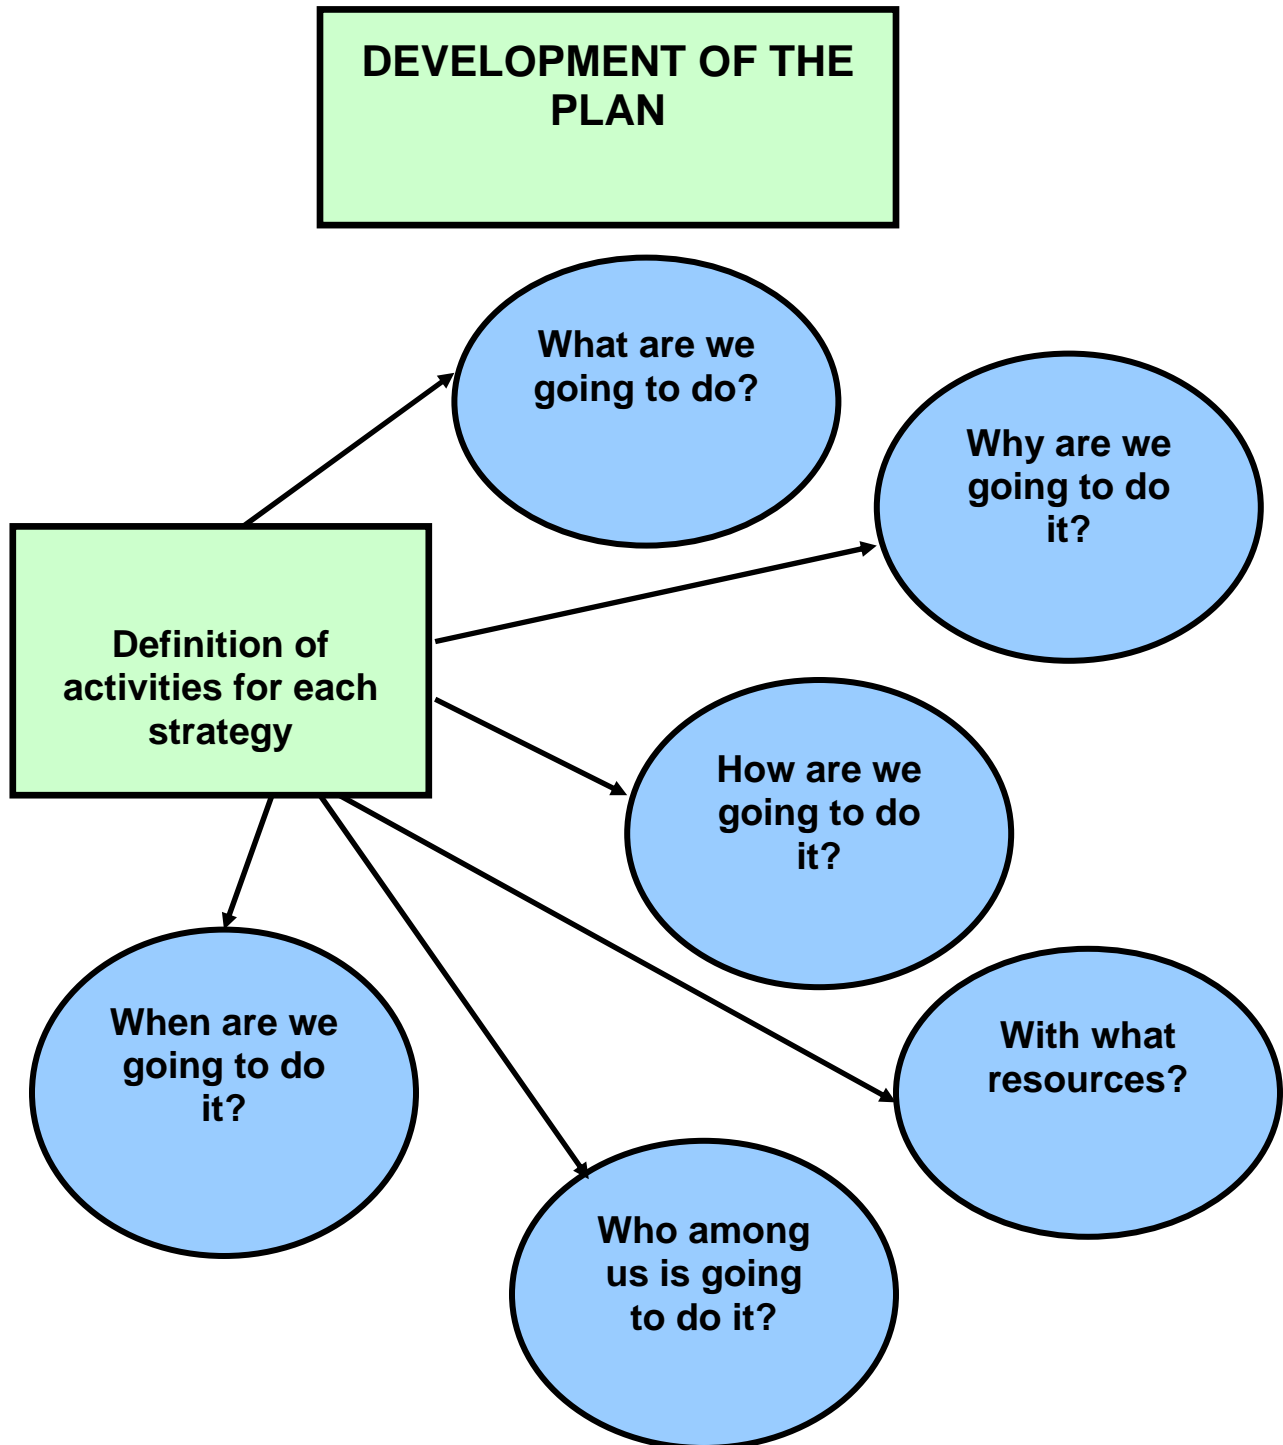 DEVELOPMENT OF THE
PLAN
What are we
going to do?
Why are we
going to do
it?
Definition of
activities for each
strategy
How are we
going to do
it?
When are we
going to do
it?
With what
resources?
Who among
us is going
to do it?